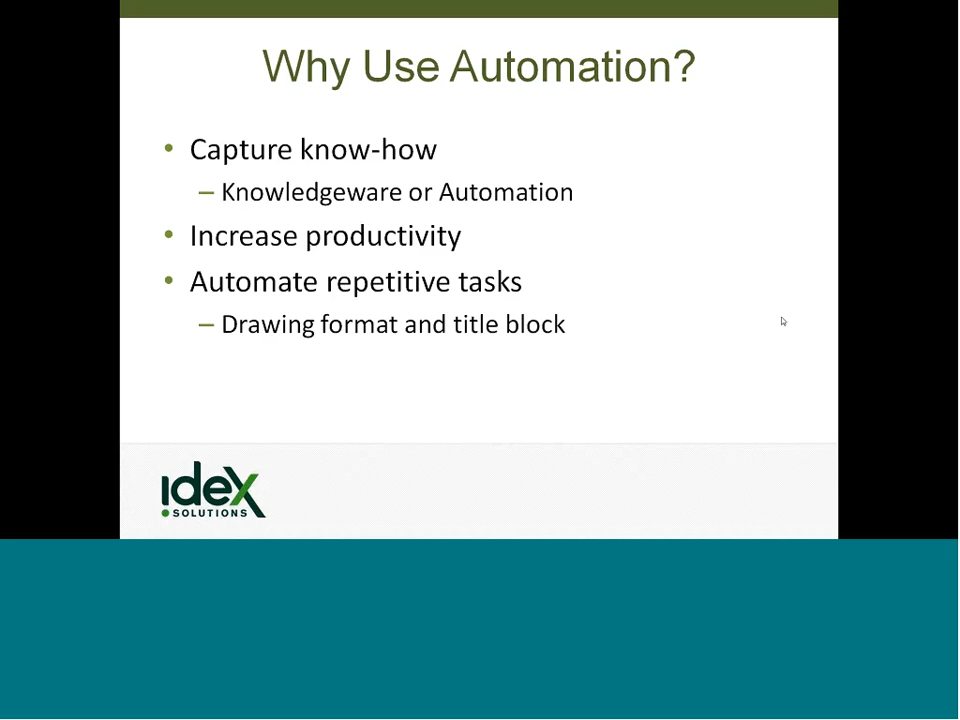 Why Use Automation?
• Capture know-how
– Knowledgeware or Automation
• Increase productivity
• Automate repetitive tasks
– Drawing format and title block
ideX
SOLUTIONS